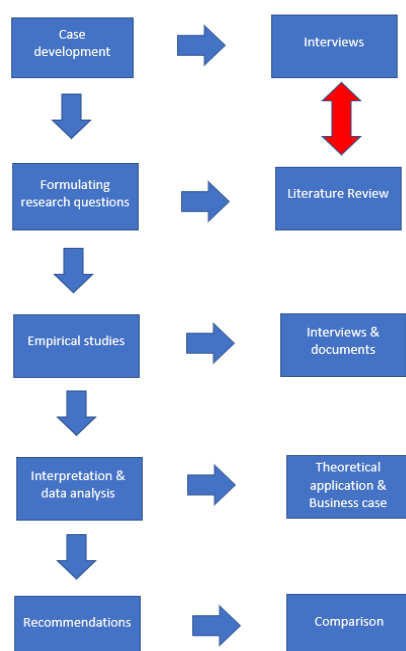 Case
development
Interviews
Formulating
research questions
Literature Review
Empirical studies
Interviews &
documents
Interpretation &
data analysis
Theoretical
application &
Business case
Recommendations
Comparison